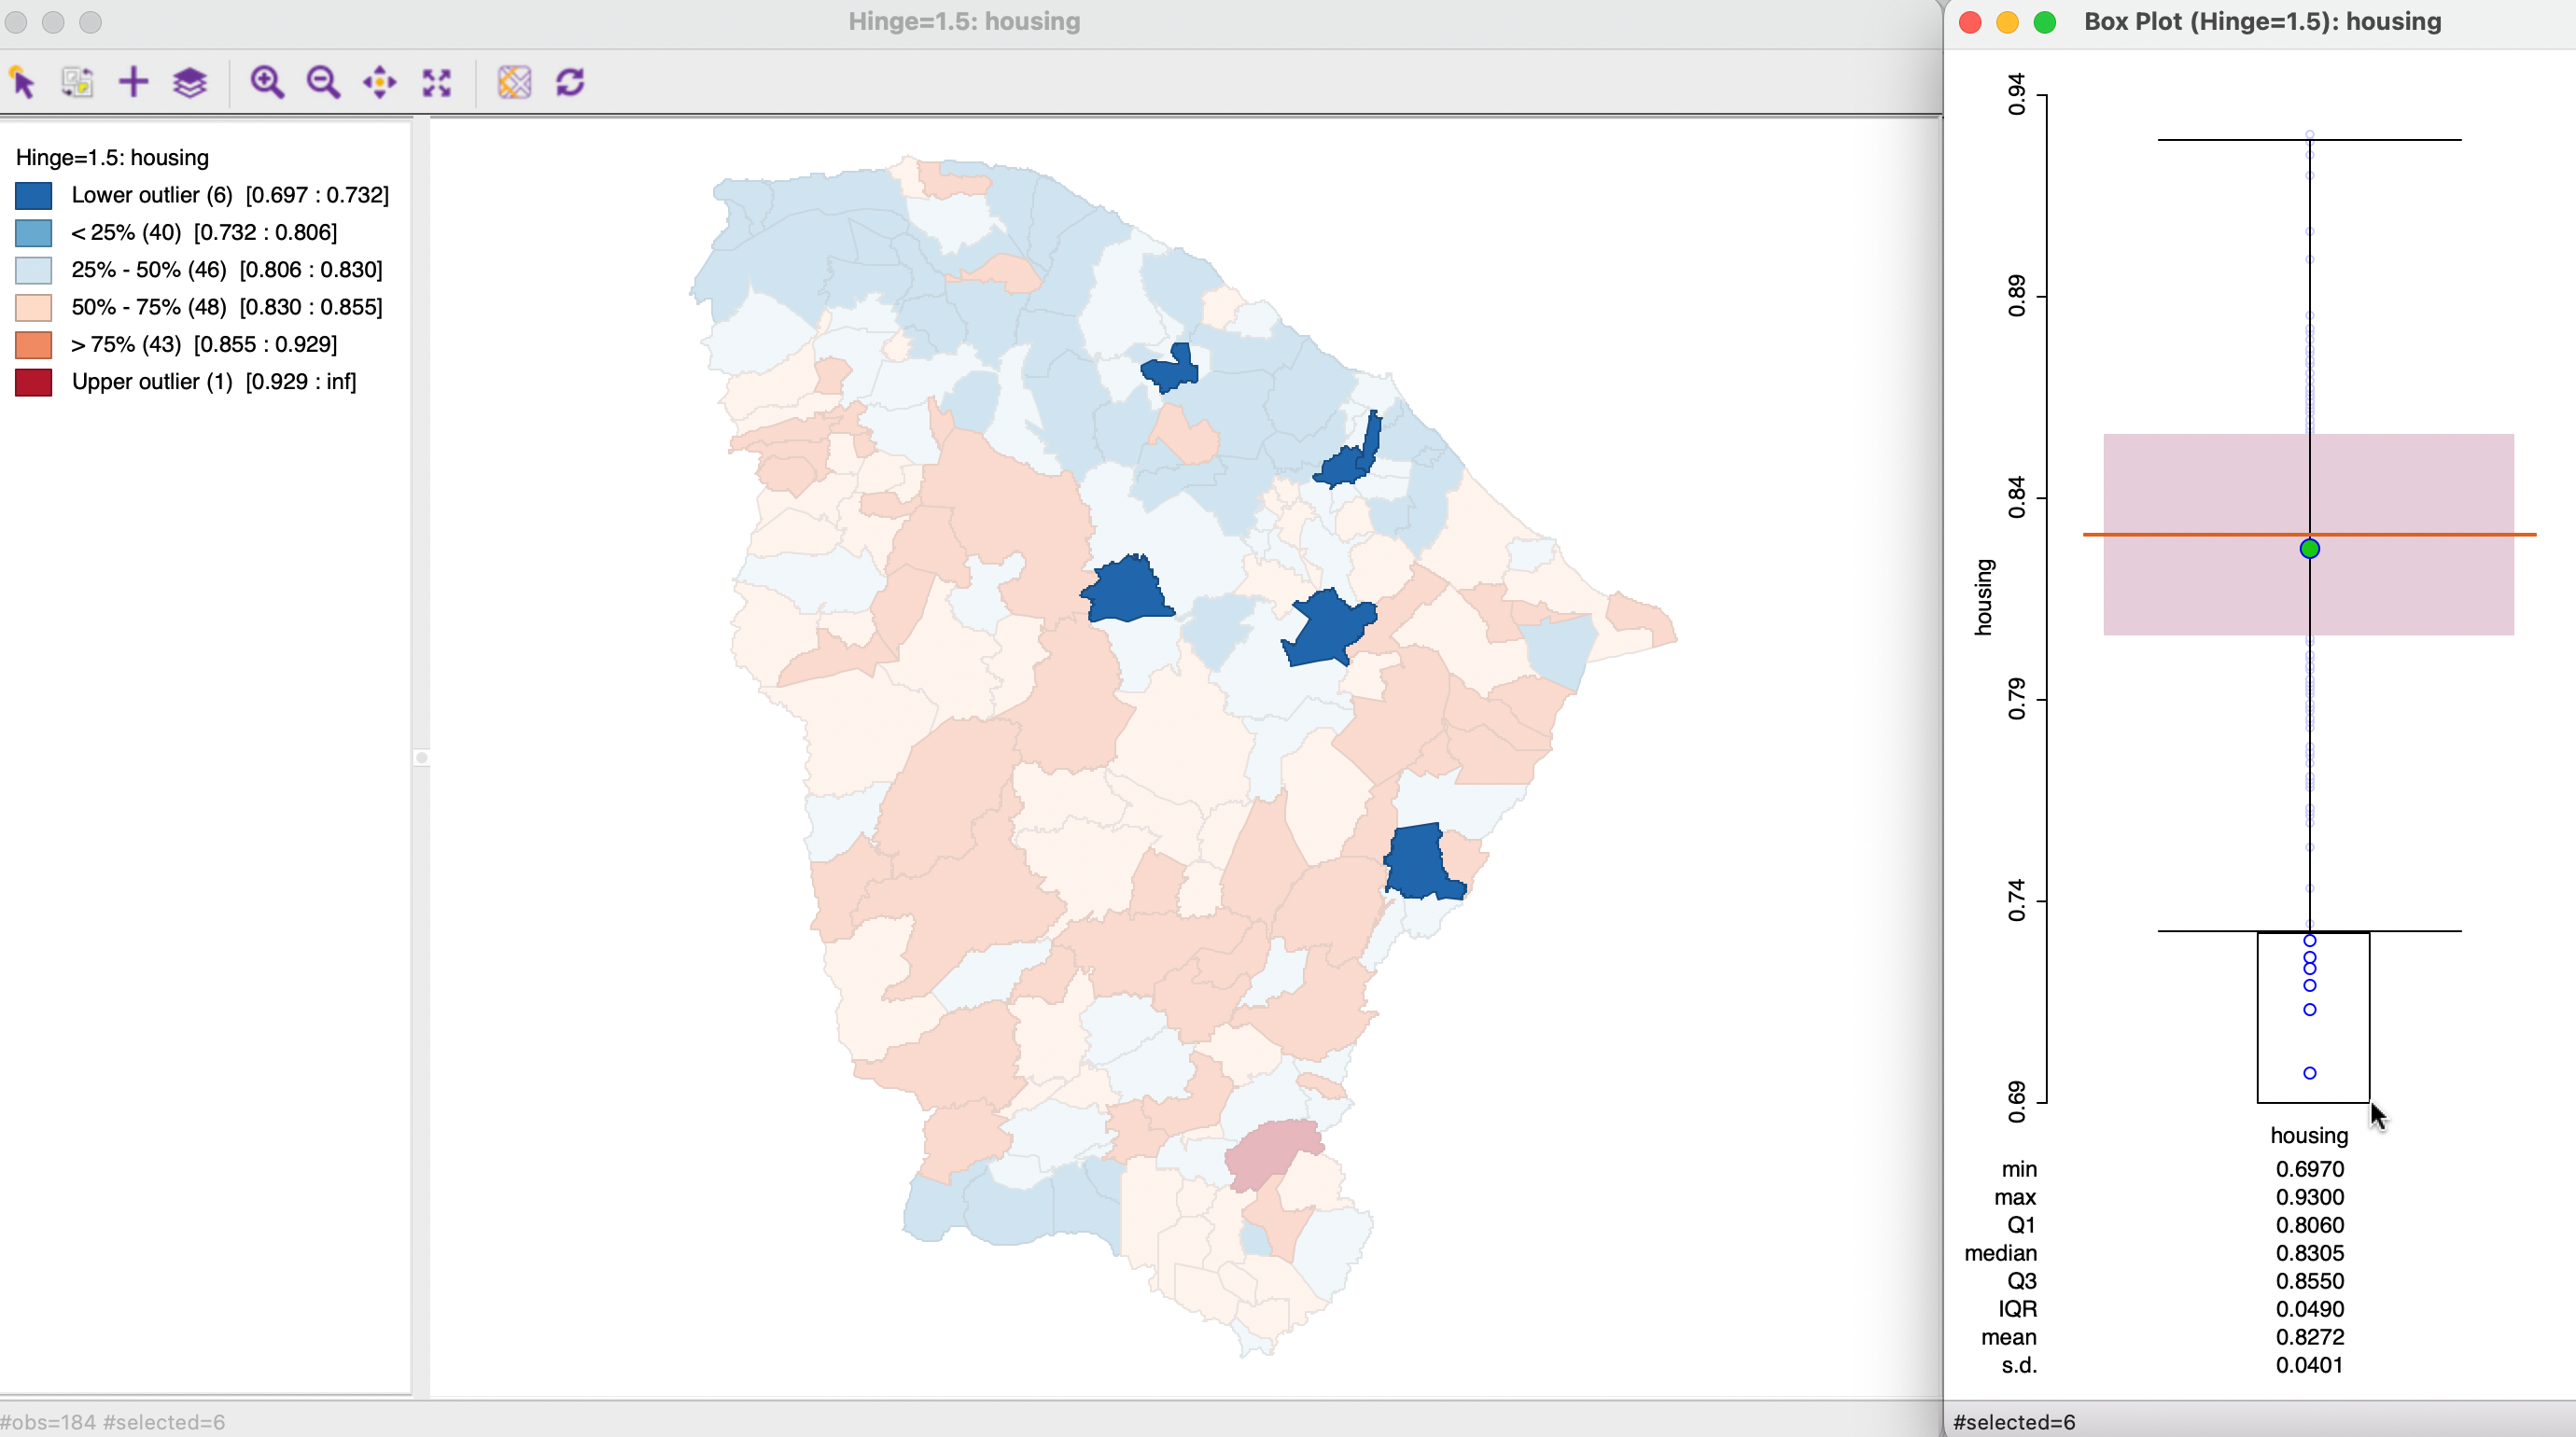 Hinge=1.5: housing
Hinge=1.5: housing
Lower outlier (6) [0.697 : 0.732]
< 25% (40) [0.732 : 0.806]
25% - 50% (46) [0.806 : 0.830]
50% - 75% (48) [0.830 : 0.855]
> 75% (43) [0.855 : 0.929]
Upper outlier (1) [0.929 : inf]
#obs=184 #selected=6
Box Plot (Hinge=1.5): housing
0.94
0.89
0.84
0.79
0.74
0.69
housing
housing
min 0.6970
max 0.9300
Q1 0.8060
median 0.8305
Q3 0.8550
IQR 0.0490
mean 0.8272
s.d. 0.0401
#selected=6